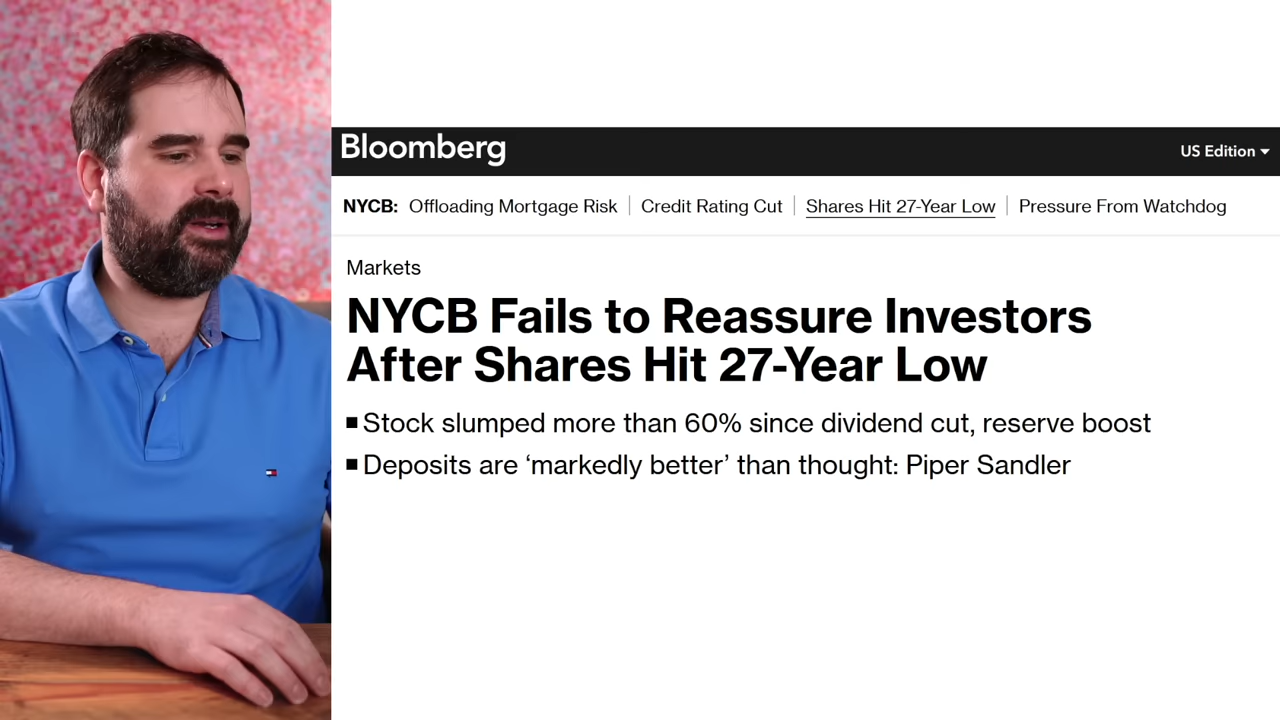 Bloomberg
US Edition
NYCB: Offloading Mortgage Risk Credit Rating Cut Shares Hit 27-Year Low Pressure From Watchdog
Markets
NYCB Fails to Reassure Investors
After Shares Hit 27-Year Low
Stock slumped more than 60% since dividend cut, reserve boost
Deposits are ‘markedly better’ than thought: Piper Sandler